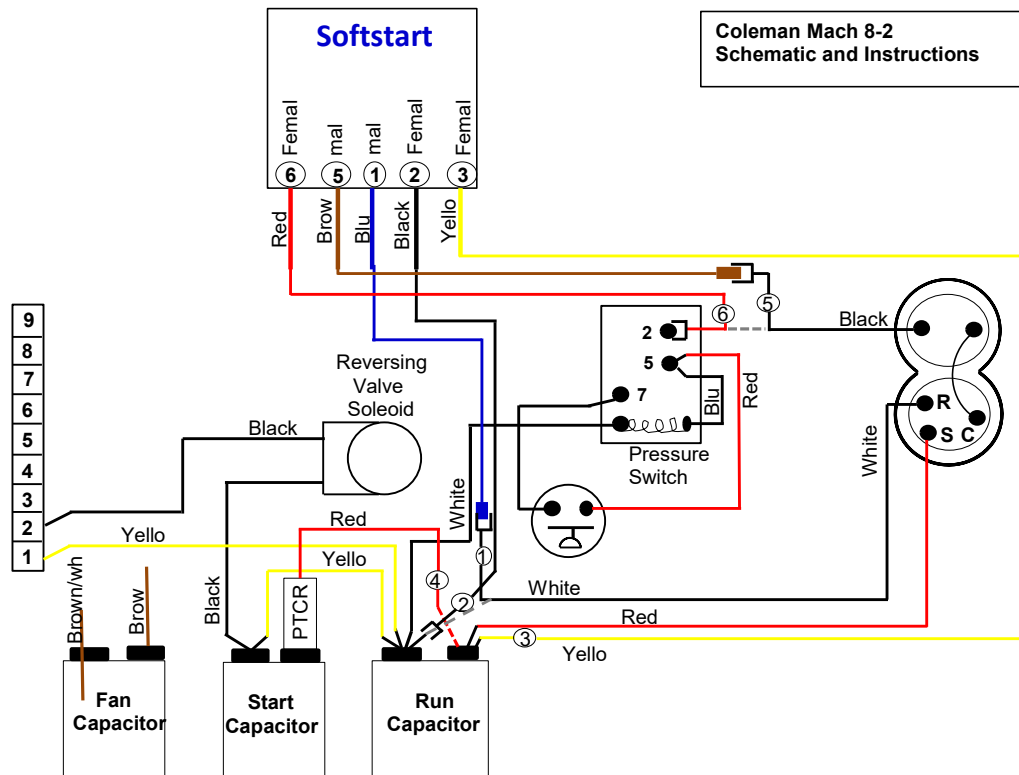 Softstart
Coleman Mach 8-2
Schematic and Instructions
Femal
mal
mal
Femal
Femal
6
5
1
2
3
Red
Brow
Blu
Black
Yello
5
6
Black
2
5
7
Blu
Red
Pressure
Switch
R
S
C
White
9
8
7
6
5
4
3
2
1
Reversing
Valve
Soleoid
Black
White
Red
Yello
Yello
Black
PTCR
4
1
2
White
Red
3
Yello
Brown/wh
Brow
Fan
Capacitor
Start
Capacitor
Run
Capacitor